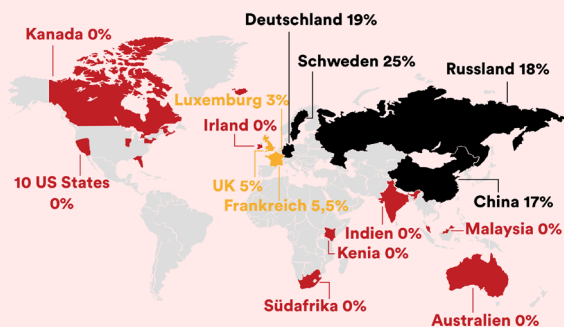 Deutschland 19%
Kanada 0%
Schweden 25%
Russland 18%
Luxemburg 3%
Irland 0%
10 US States
0%
UK 5%
Frankreich 5,5%
China 17%
Indien 0%
Malaysia 0%
Kenia 0%
Südafrika 0%
Australien 0%